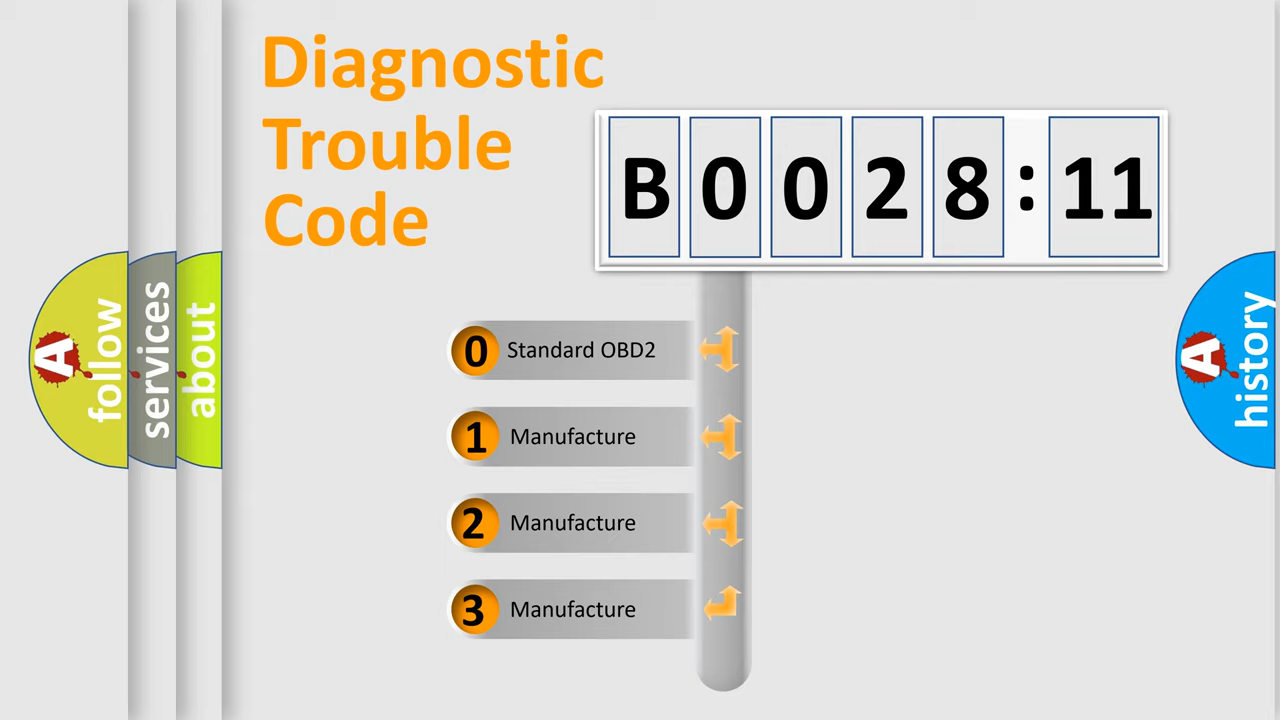 Diagnostic
Trouble
Code
B0028:11
0 Standard OBD2
1 Manufacture
2 Manufacture
3 Manufacture
A follow
services
about
A history